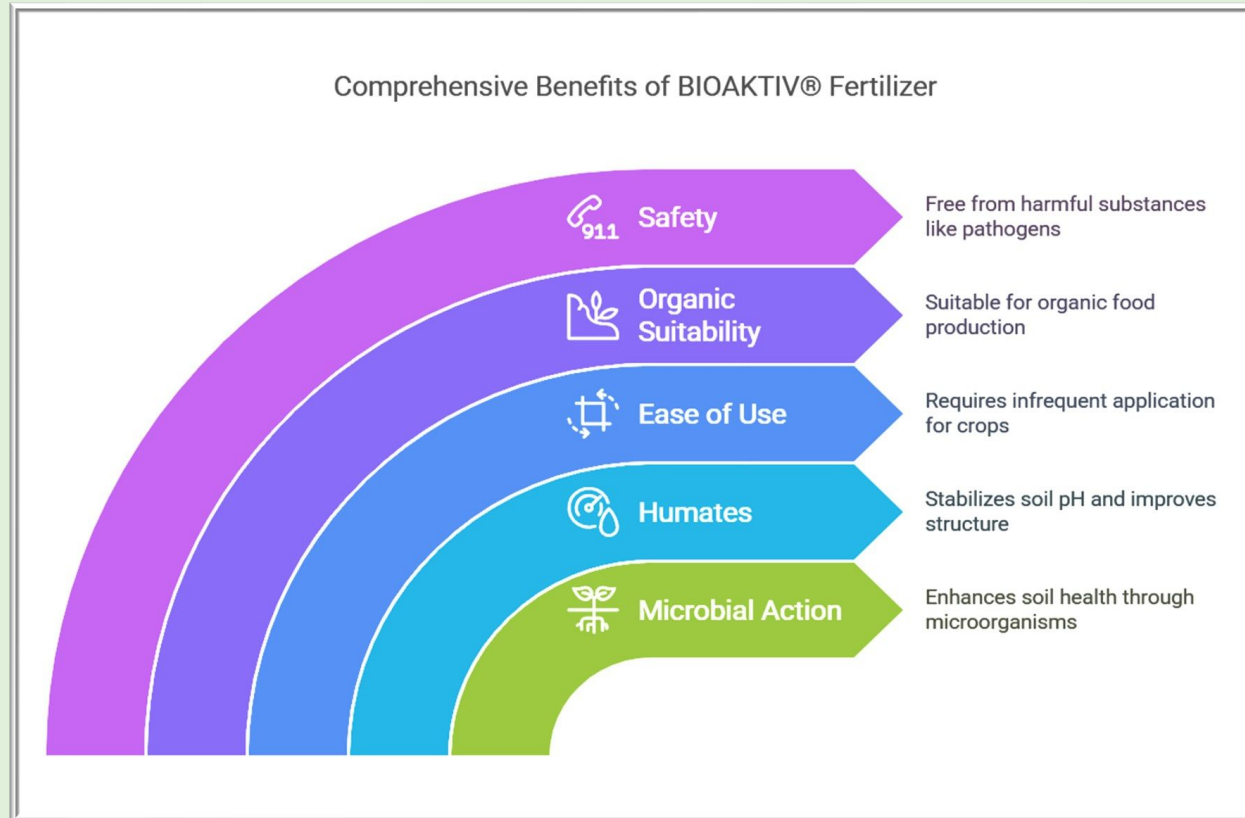 Comprehensive Benefits of BIOAKTIV® Fertilizer
911
Safety
Free from harmful substances
like pathogens
Organic
Suitability
Suitable for organic food
production
Ease of Use
Requires infrequent application
for crops
Humates
Stabilizes soil pH and improves
structure
Microbial Action
Enhances soil health through
microorganisms